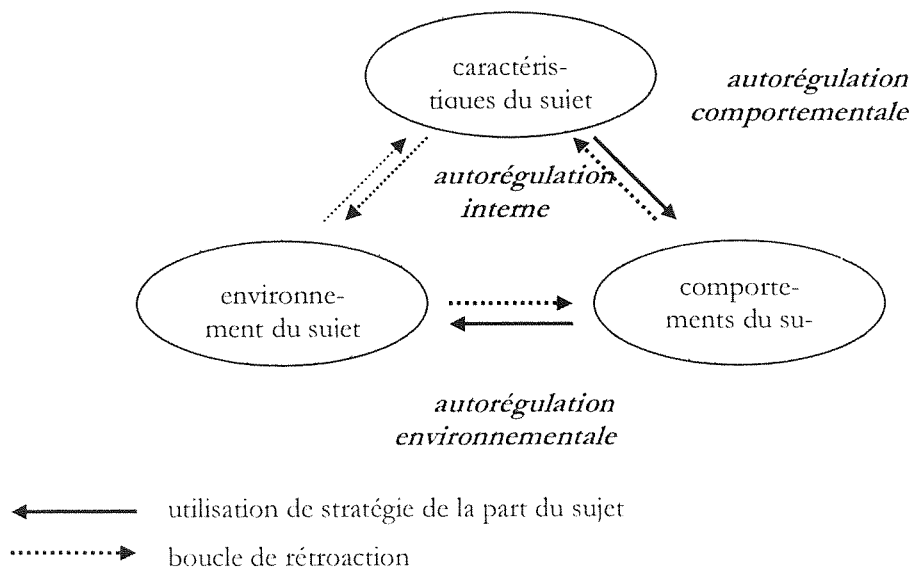 caractéris-
tiques du sujet
autorégulation
comportementale
autorégulation
interne
environne-
ment du sujet
comporte-
ments du su-
autorégulation
environnementale
utilisation de stratégie de la part du sujet
boucle de rétroaction